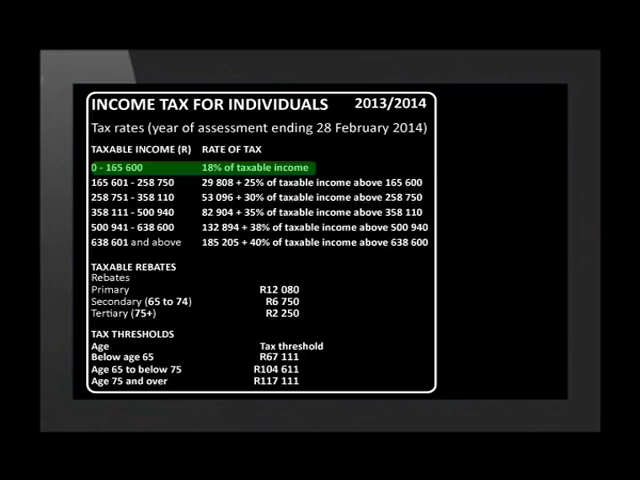 INCOME TAX FOR INDIVIDUALS 2013/2014
Tax rates (year of assessment ending 28 February 2014)
TAXABLE INCOME (R) RATE OF TAX
0 - 165 600 18% of taxable income
165 601 - 258 750 29 808 + 25% of taxable income above 165 600
258 751 - 358 110 53 096 + 30% of taxable income above 258 750
358 111 - 500 940 82 904 + 35% of taxable income above 358 110
500 941 - 638 600 132 894 + 38% of taxable income above 500 940
638 601 and above 185 205 + 40% of taxable income above 638 600
TAXABLE REBATES
Rebates
Primary R12 080
Secondary (65 to 74) R6 750
Tertiary (75+) R2 250
TAX THRESHOLDS
Age Tax threshold
Below age 65 R67 111
Age 65 to below 75 R104 611
Age 75 and over R117 111